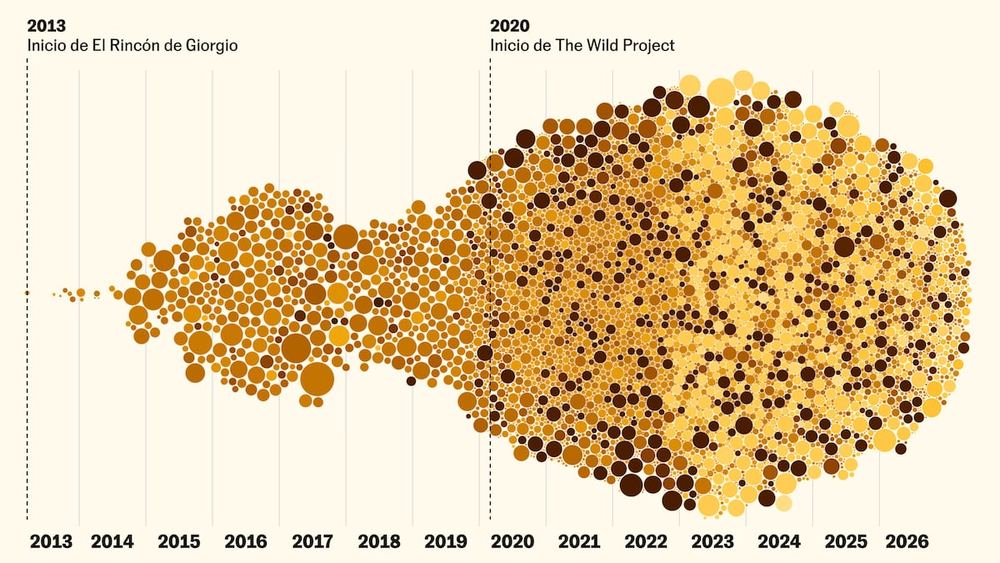 2013
Inicio de El Rincón de Giorgio
2020
Inicio de The Wild Project
2013 2014 2015 2016 2017 2018 2019 2020 2021 2022 2023 2024 2025 2026